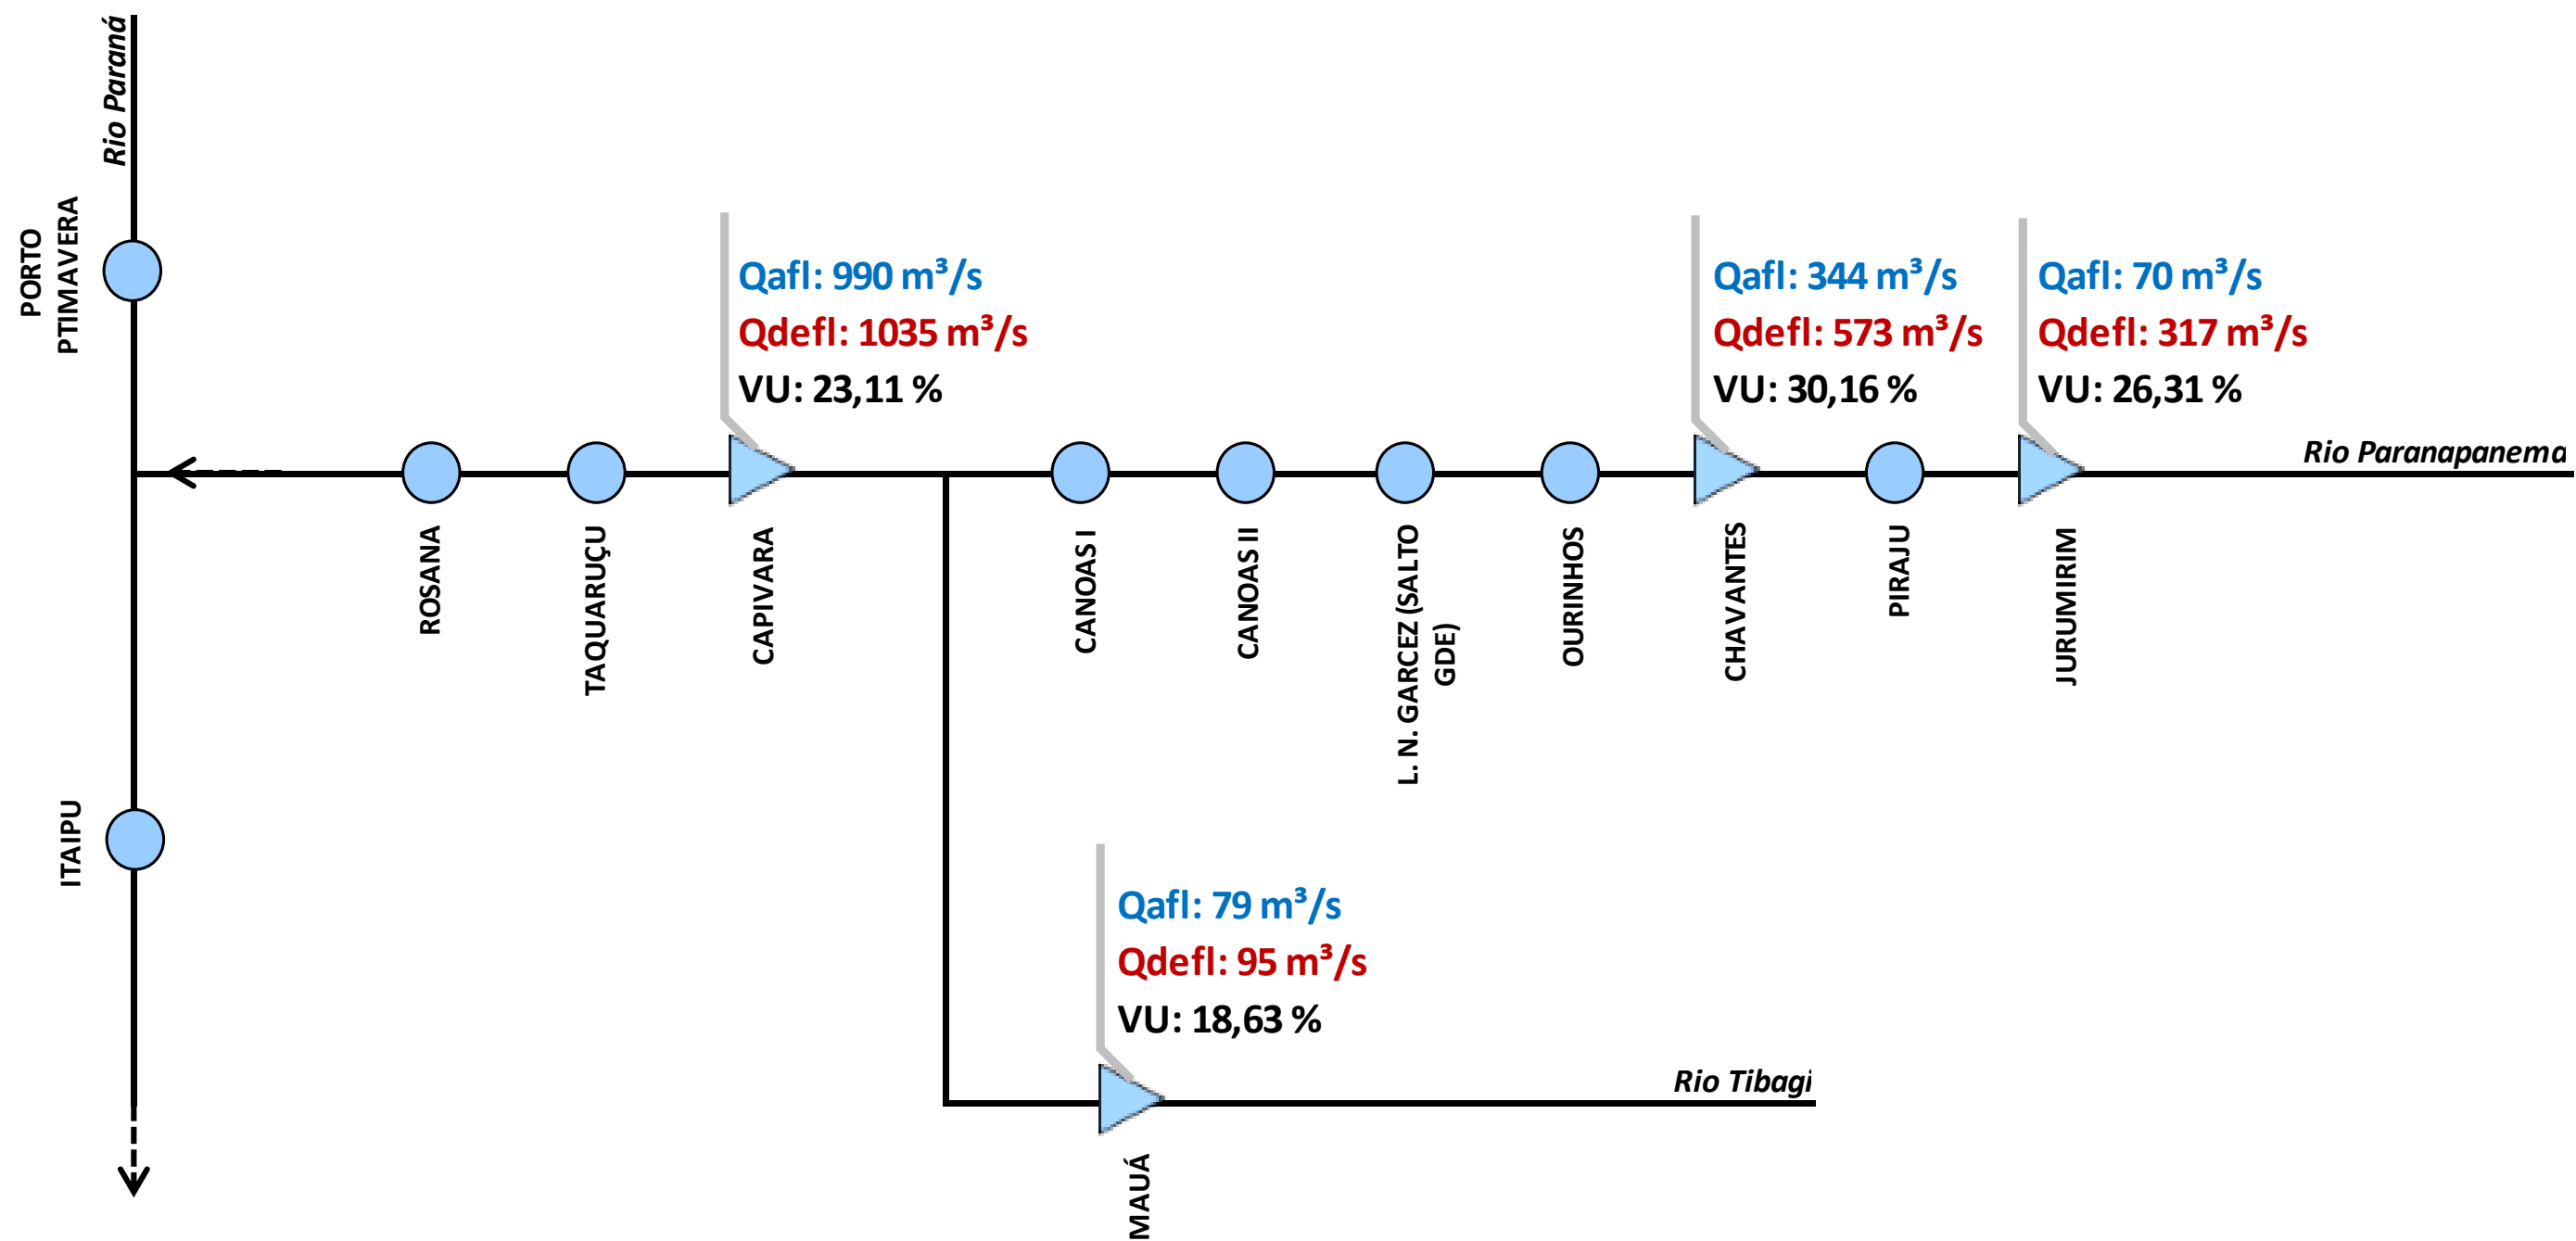 Rio Paraná
PORTO
PTIMAVERA
Qafl: 990 m³/s
Qdefl: 1035 m³/s
VU: 23,11 %
Qafl: 344 m³/s
Qdefl: 573 m³/s
VU: 30,16 %
Qafl: 70 m³/s
Qdefl: 317 m³/s
VU: 26,31 %
Rio Paranapanema
ROSANA
TAQUARUÇU
CAPIVARA
CANOAS I
CANOAS II
L. N. GARCEZ (SALTO
GDE)
OURINHOS
CHAVANTES
PIRAJU
JURUMIRIM
ITAIPU
Qafl: 79 m³/s
Qdefl: 95 m³/s
VU: 18,63 %
Rio Tibagi
MAUÁ